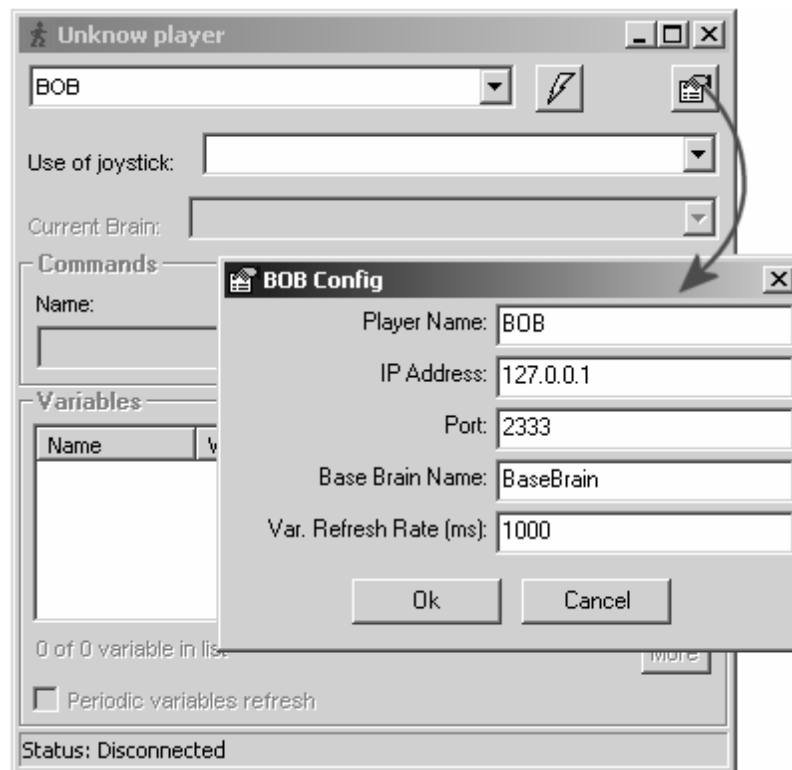 Unknow player
BOB
Use of joystick:
Current Brain:
Commands
Name:
Variables
Name
BOB Config
Player Name: BOB
IP Address: 127.0.0.1
Port: 2333
Base Brain Name: BaseBrain
Var. Refresh Rate (ms): 1000
Ok Cancel
0 of 0 variable in list
More
Periodic variables refresh
Status: Disconnected